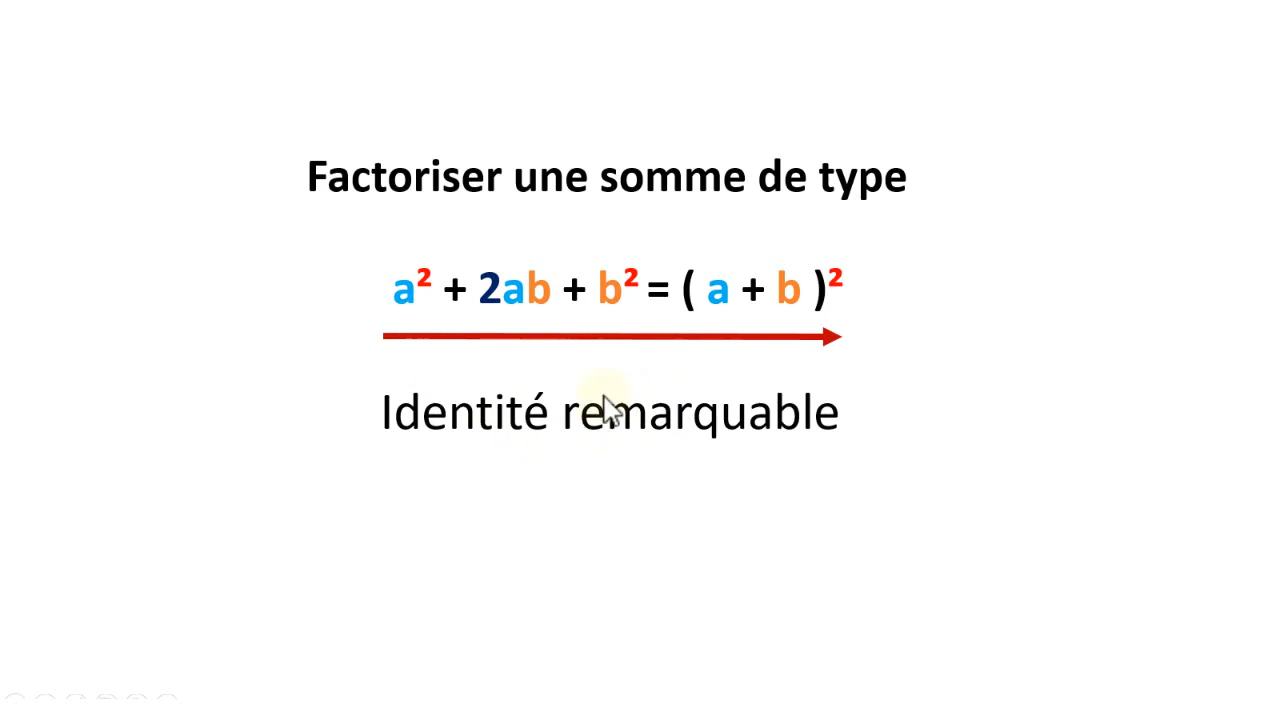 Factoriser une somme de type
a² + 2ab + b² = ( a + b )²
Identité remarquable